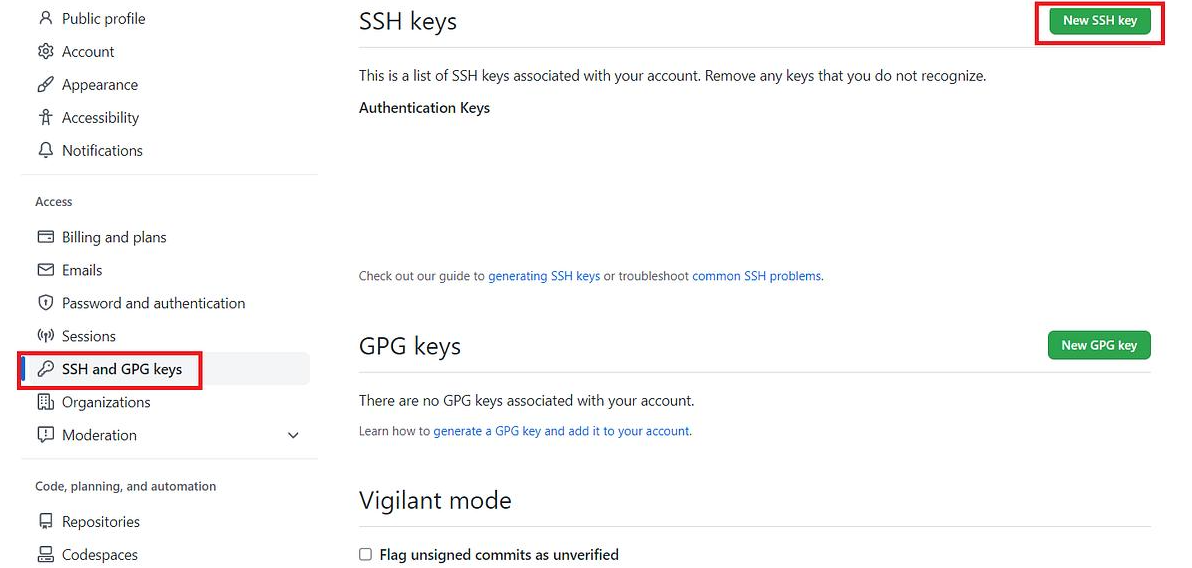 Public profile
Account
Appearance
Accessibility
Notifications
Access
Billing and plans
Emails
Password and authentication
Sessions
SSH and GPG keys
Organizations
Moderation
Code, planning, and automation
Repositories
Codespaces
SSH keys
New SSH key
This is a list of SSH keys associated with your account. Remove any keys that you do not recognize.
Authentication Keys
Check out our guide to generating SSH keys or troubleshoot common SSH problems.
GPG keys
New GPG key
There are no GPG keys associated with your account.
Learn how to generate a GPG key and add it to your account.
Vigilant mode
Flag unsigned commits as unverified